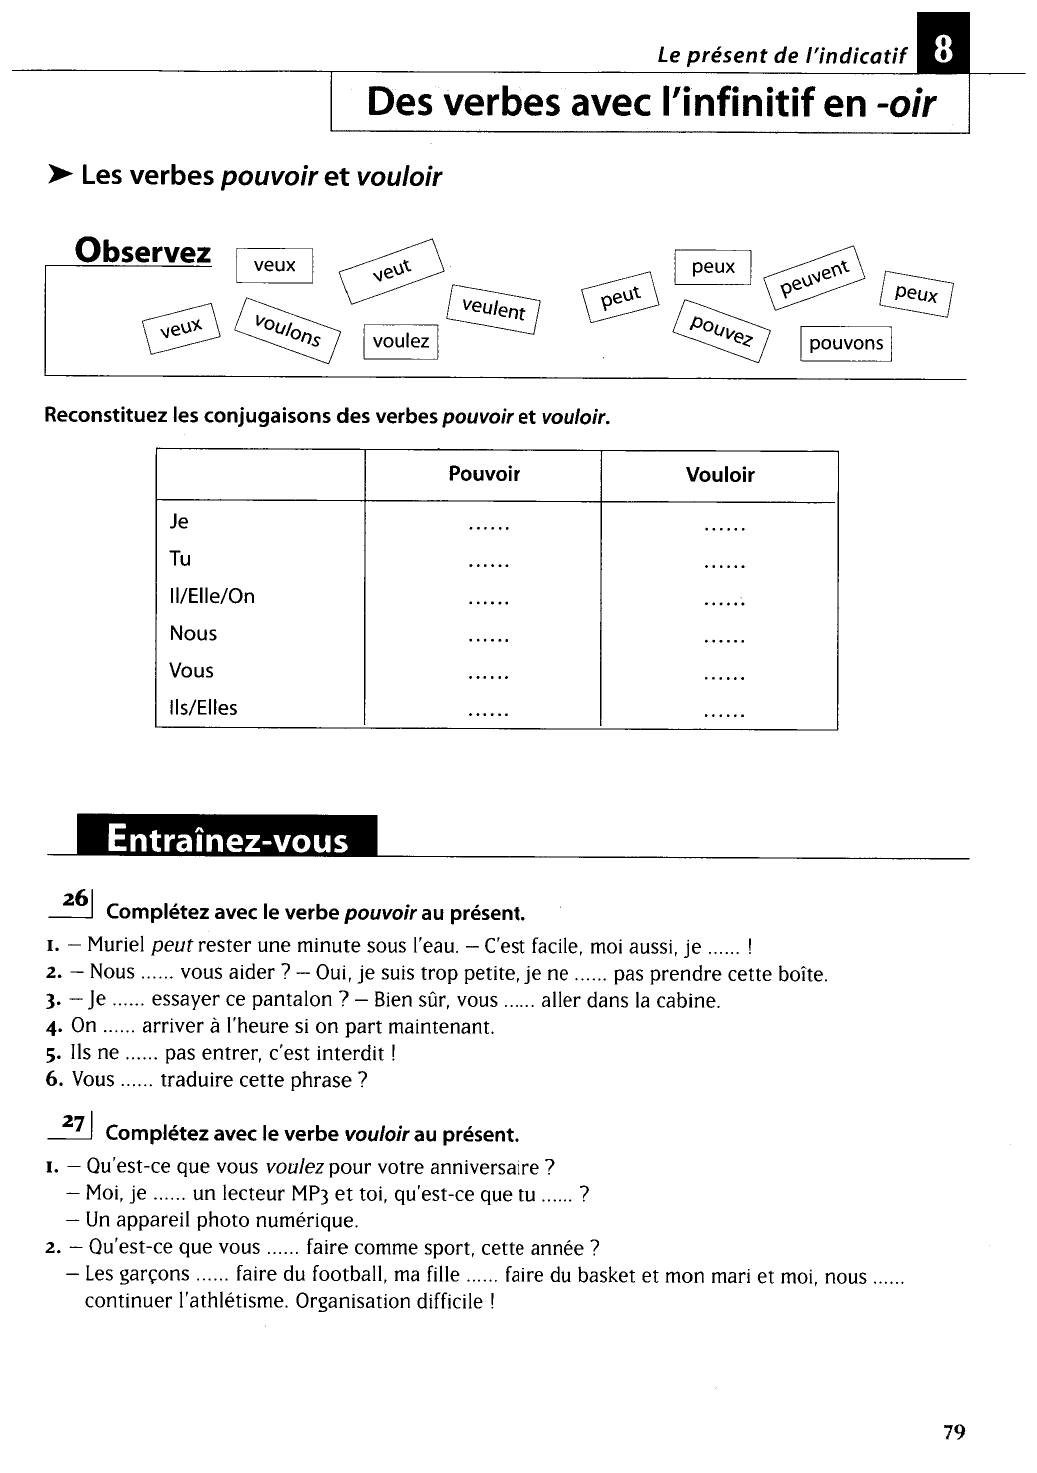 Le présent de l'indicatif 8
Des verbes avec l'infinitif en -oir
➤ Les verbes pouvoir et vouloir
Observez
veux
veut
veulent
veux
voulons
voulez
peut
peux
peuvent
peux
pouvez
pouvons
Reconstituez les conjugaisons des verbes pouvoir et vouloir.
Pouvoir Vouloir
Je ...... ......
Tu ...... ......
Il/Elle/On ...... ......
Nous ...... ......
Vous ...... ......
Ils/Elles ...... ......
Entraînez-vous
26 Complétez avec le verbe pouvoir au présent.
1. – Muriel peut rester une minute sous l'eau. – C'est facile, moi aussi, je ...... !
2. – Nous ...... vous aider ? – Oui, je suis trop petite, je ne ...... pas prendre cette boîte.
3. – Je ...... essayer ce pantalon ? – Bien sûr, vous ...... aller dans la cabine.
4. On ...... arriver à l'heure si on part maintenant.
5. Ils ne ...... pas entrer, c'est interdit !
6. Vous ...... traduire cette phrase ?
27 Complétez avec le verbe vouloir au présent.
1. – Qu'est-ce que vous voulez pour votre anniversaire ?
– Moi, je ...... un lecteur MP3 et toi, qu'est-ce que tu ...... ?
– Un appareil photo numérique.
2. – Qu'est-ce que vous ...... faire comme sport, cette année ?
– Les garçons ...... faire du football, ma fille ...... faire du basket et mon mari et moi, nous ......
continuer l'athlétisme. Organisation difficile !
79